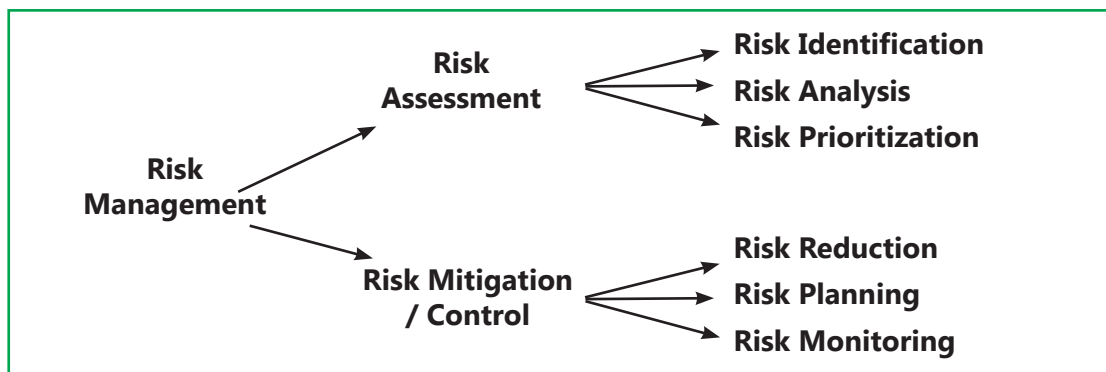 Risk
Management
Risk
Assessment
Risk Identification
Risk Analysis
Risk Prioritization
Risk Mitigation
/ Control
Risk Reduction
Risk Planning
Risk Monitoring